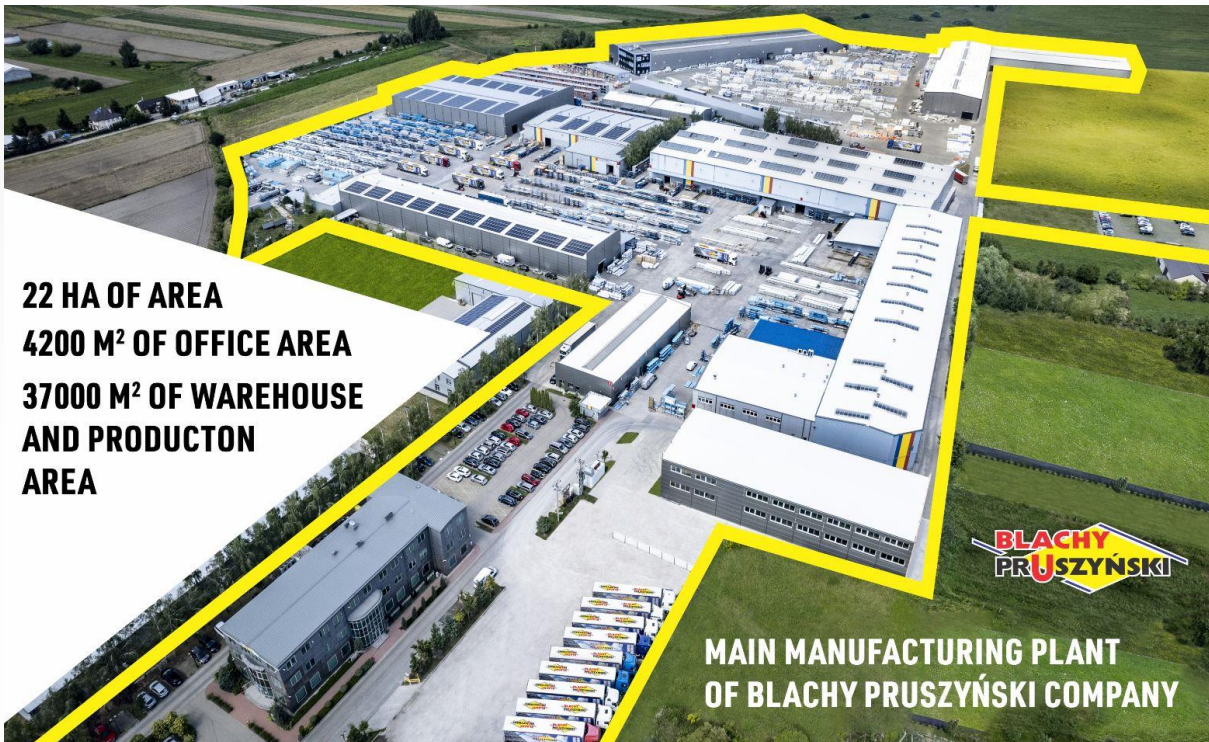 22 HA OF AREA
4200 M² OF OFFICE AREA
37000 M² OF WAREHOUSE
AND PRODUCTON
AREA
BLACHY
PRUSZYŃSKI
MAIN MANUFACTURING PLANT
OF BLACHY PRUSZYŃSKI COMPANY